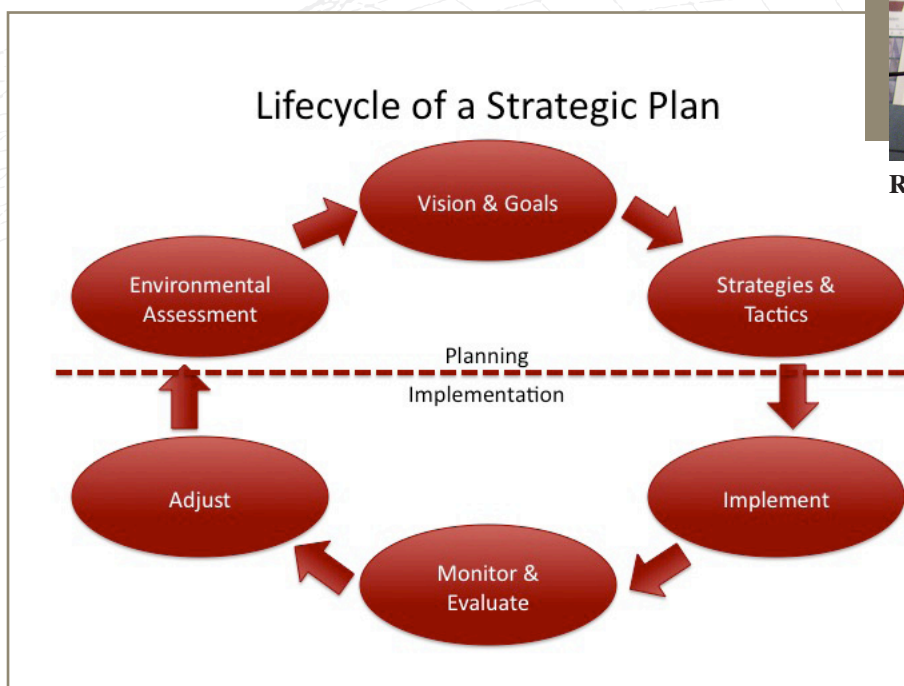 Lifecycle of a Strategic Plan
Vision & Goals
Environmental
Assessment
Strategies &
Tactics
Planning
Implementation
Adjust
Implement
Monitor &
Evaluate
R